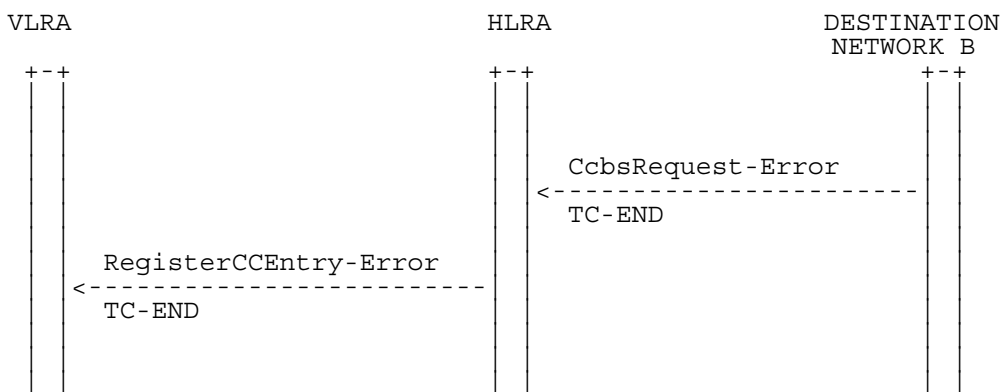 VLRA HLRA DESTINATION
NETWORK B
CcbsRequest-Error
TC-END
RegisterCCEntry-Error
TC-END